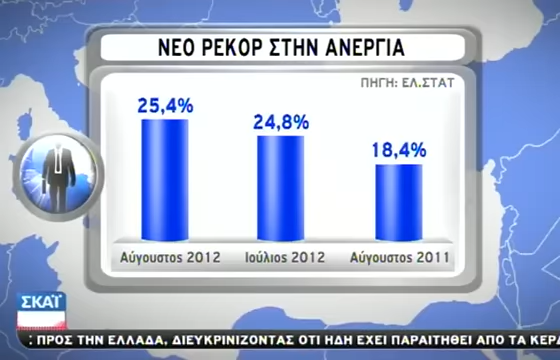 ΝΕΟ ΡΕΚΟΡ ΣΤΗΝ ΑΝΕΡΓΙΑ
ΠΗΓΗ: ΕΛ.ΣΤΑΤ
25,4%
24,8%
18,4%
Αύγουστος 2012
Ιούλιος 2012
Αύγουστος 2011
ΣΚΑΪ
Σ ΠΡΟΣ ΤΗΝ ΕΛΛΑΔΑ, ΔΙΕΥΚΡΙΝΙΖΟΝΤΑΣ ΟΤΙ ΗΔΗ ΕΧΕΙ ΠΑΡΑΙΤΗΘΕΙ ΑΠΟ ΤΑ ΚΕΡ